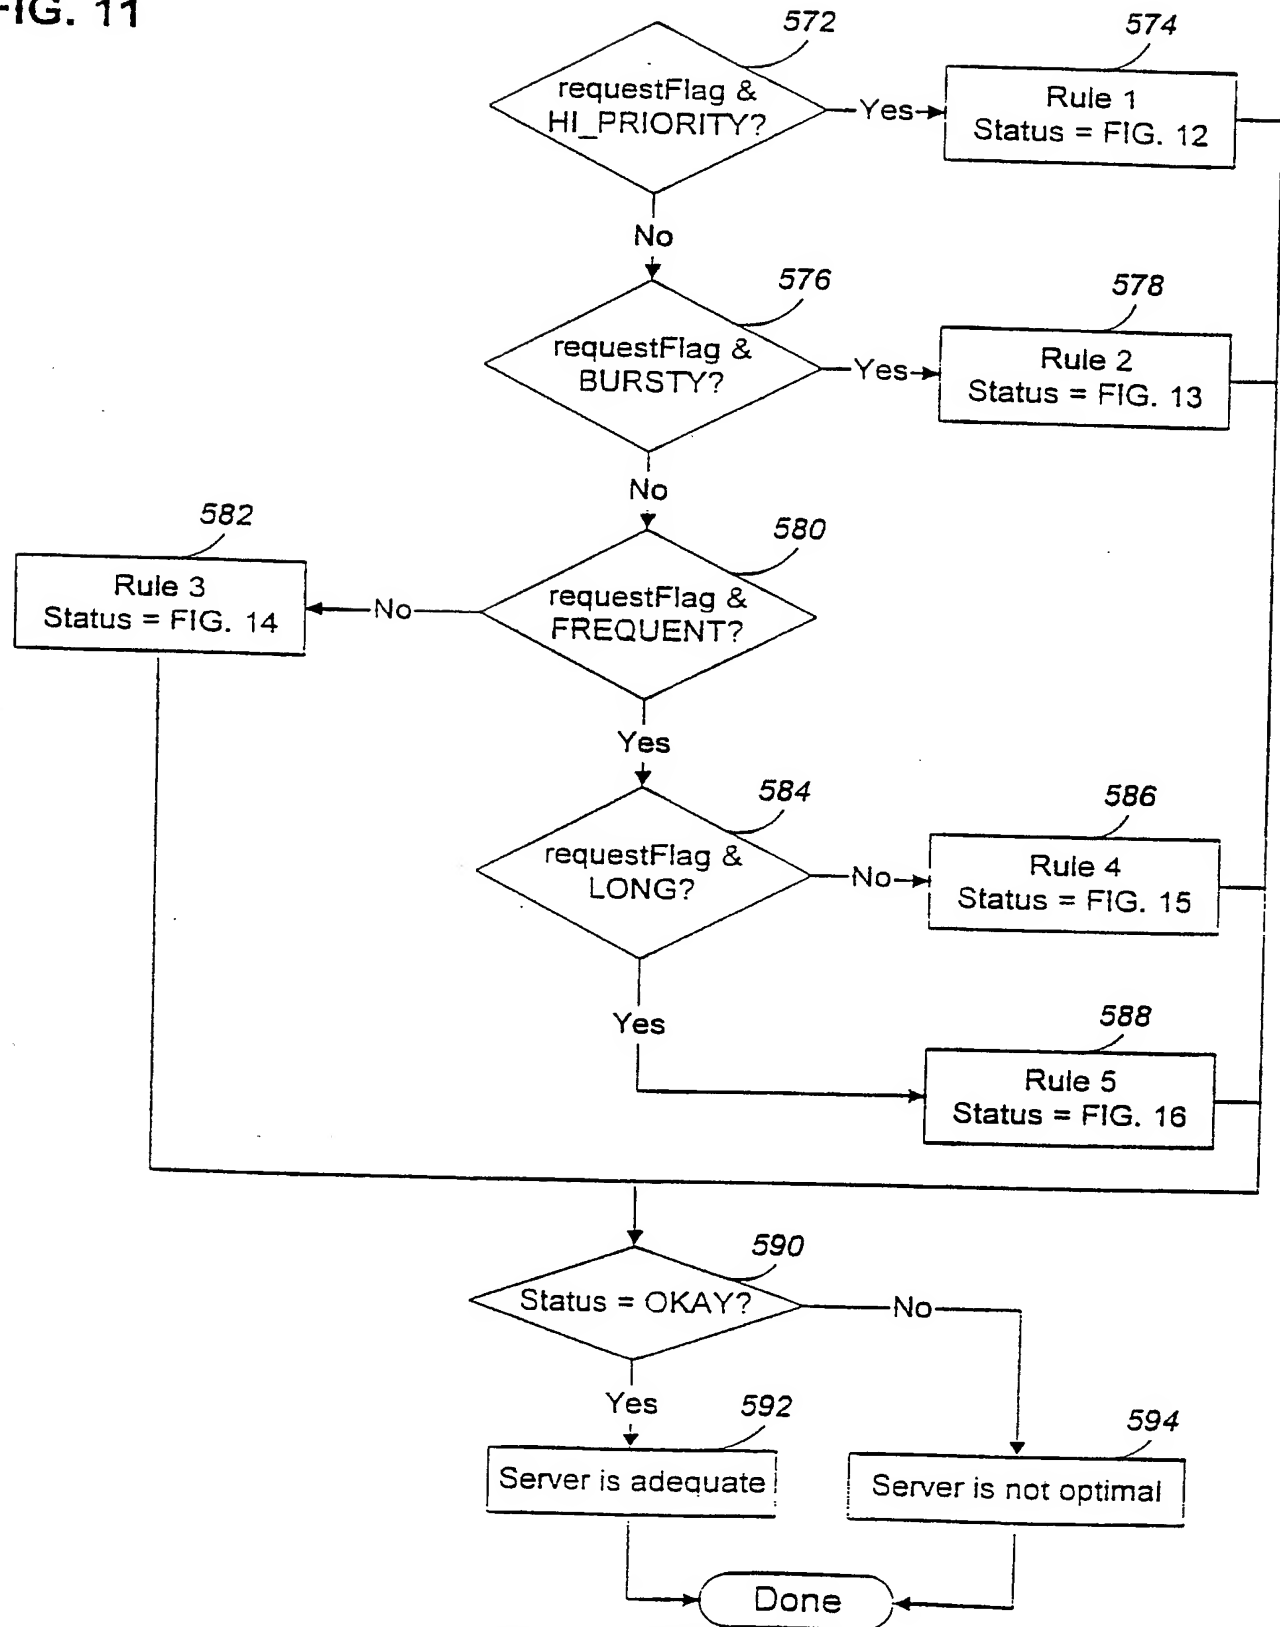 FIG. 11
572
574
requestFlag &
HI_PRIORITY?
Yes
Rule 1
Status = FIG. 12
No
576
578
requestFlag &
BURSTY?
Yes
Rule 2
Status = FIG. 13
No
582
580
Rule 3
Status = FIG. 14
No
requestFlag &
FREQUENT?
Yes
584
586
requestFlag &
LONG?
No
Rule 4
Status = FIG. 15
Yes
588
Rule 5
Status = FIG. 16
590
Status = OKAY?
No
Yes
592
594
Server is adequate
Server is not optimal
Done